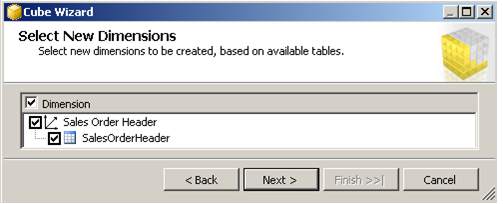 Cube Wizard
Select New Dimensions
Select new dimensions to be created, based on available tables.
Dimension
Sales Order Header
SalesOrderHeader
< Back Next > Finish >>| Cancel